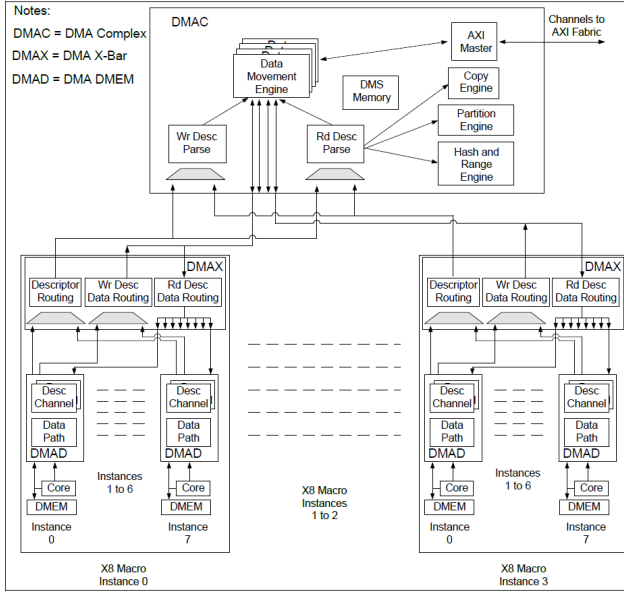 Notes:
DMAC = DMA Complex
DMAX = DMA X-Bar
DMAD = DMA DMEM
DMAC
Channels to
AXI Fabric
AXI
Master
Data
Movement
Engine
DMS
Memory
Copy
Engine
Partition
Engine
Hash and
Range
Engine
Wr Desc
Parse
Rd Desc
Parse
DMAX
Descriptor
Routing
Wr Desc
Data Routing
Rd Desc
Data Routing
Desc
Channel
Data
Path
DMAD
Desc
Channel
Data
Path
DMAD
Instances
1 to 6
Core
DMEM
Instance
0
Core
DMEM
Instance
7
X8 Macro
Instance 0
X8 Macro
Instances
1 to 2
DMAX
Descriptor
Routing
Wr Desc
Data Routing
Rd Desc
Data Routing
Desc
Channel
Data
Path
DMAD
Desc
Channel
Data
Path
DMAD
Instances
1 to 6
Core
DMEM
Instance
0
Core
DMEM
Instance
7
X8 Macro
Instance 3